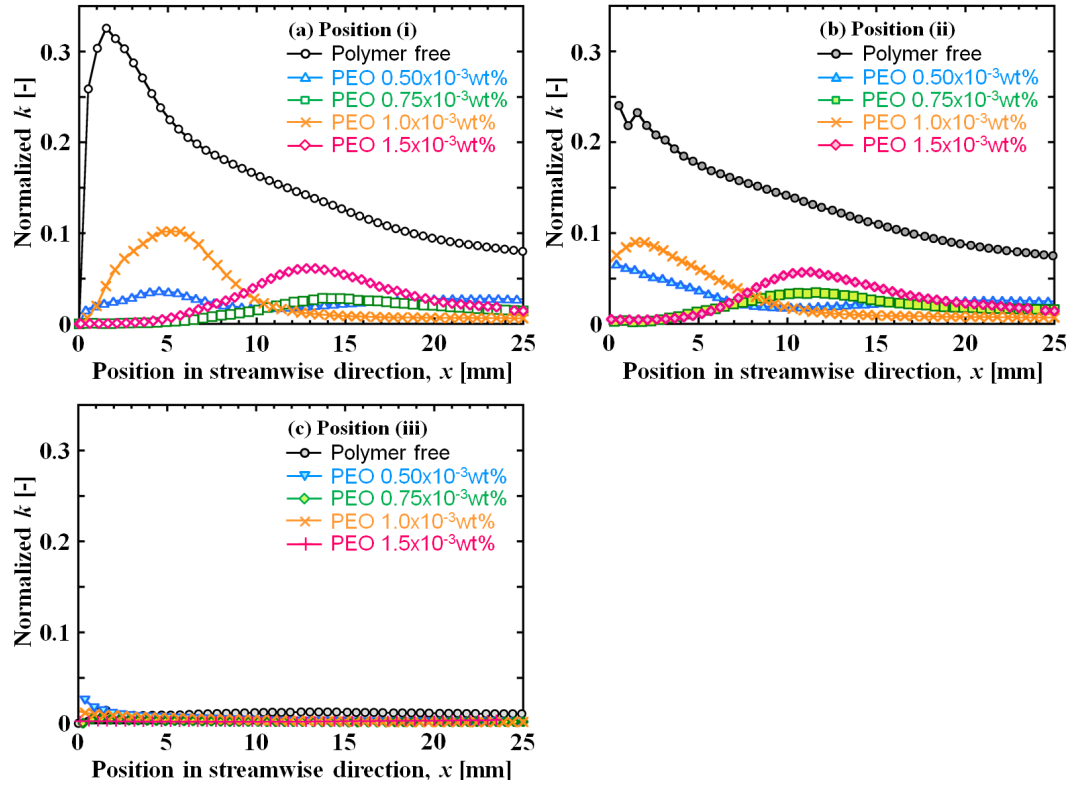 (a) Position (i)
Polymer free
PEO 0.50x10⁻³wt%
PEO 0.75x10⁻³wt%
PEO 1.0x10⁻³wt%
PEO 1.5x10⁻³wt%
0.3
0.2
0.1
0
Normalized k [-]
0 5 10 15 20 25
Position in streamwise direction, x [mm]
(b) Position (ii)
Polymer free
PEO 0.50x10⁻³wt%
PEO 0.75x10⁻³wt%
PEO 1.0x10⁻³wt%
PEO 1.5x10⁻³wt%
0.3
0.2
0.1
0
Normalized k [-]
0 5 10 15 20 25
Position in streamwise direction, x [mm]
(c) Position (iii)
Polymer free
PEO 0.50x10⁻³wt%
PEO 0.75x10⁻³wt%
PEO 1.0x10⁻³wt%
PEO 1.5x10⁻³wt%
0.3
0.2
0.1
0
Normalized k [-]
0 5 10 15 20 25
Position in streamwise direction, x [mm]